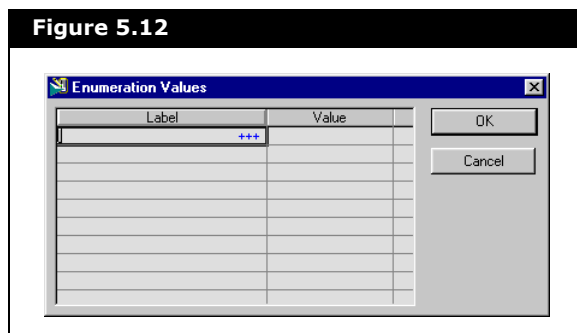 Figure 5.12
Enumeration Values
Label Value
+++
OK
Cancel